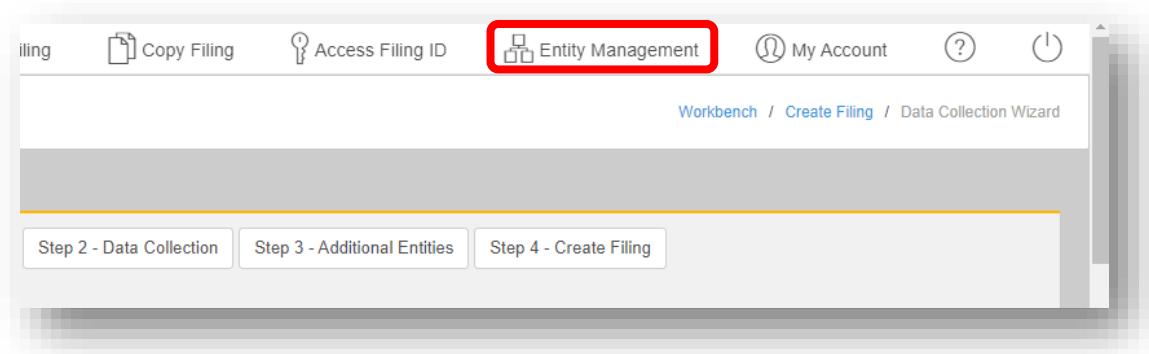 iling Copy Filing Access Filing ID Entity Management My Account ?
Workbench / Create Filing / Data Collection Wizard
Step 2 - Data Collection Step 3 - Additional Entities Step 4 - Create Filing